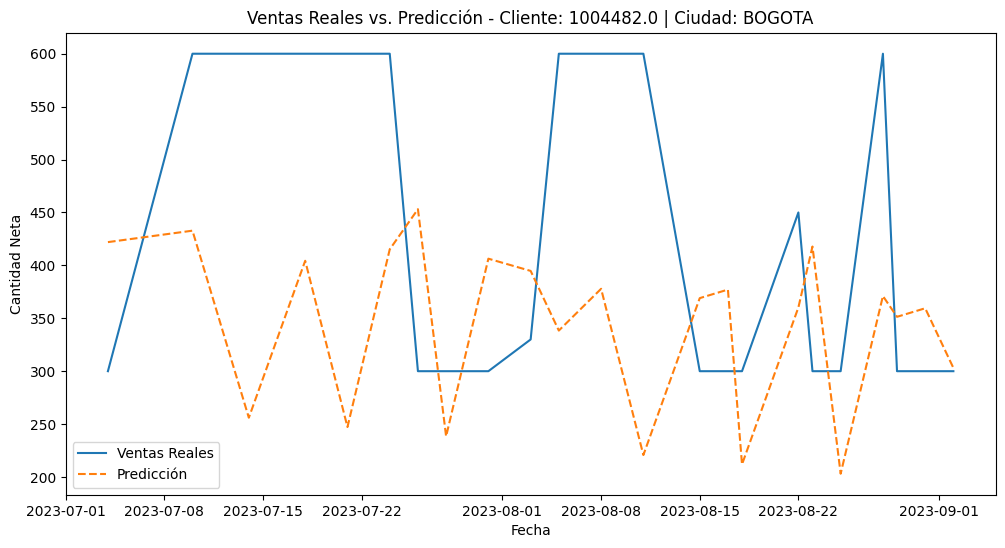 Ventas Reales vs. Predicción - Cliente: 1004482.0 | Ciudad: BOGOTA
600
550
500
450
400
350
300
250
200
Cantidad Neta
Ventas Reales
Predicción
2023-07-01 2023-07-08 2023-07-15 2023-07-22 2023-08-01 2023-08-08 2023-08-15 2023-08-22 2023-09-01
Fecha